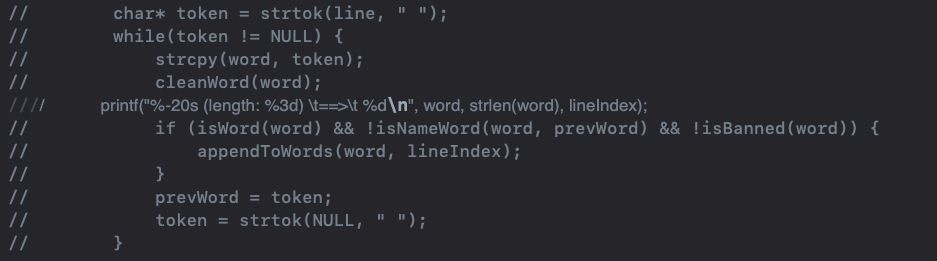 //        char* token = strtok(line, " ");
//        while(token != NULL) {
//            strcpy(word, token);
//            cleanWord(word);
////            printf("%-20s (length: %3d) \t==>\t %d\n", word, strlen(word), lineIndex);
//            if (isWord(word) && !isNameWord(word, prevWord) && !isBanned(word)) {
//                appendToWords(word, lineIndex);
//            }
//            prevWord = token;
//            token = strtok(NULL, " ");
//        }